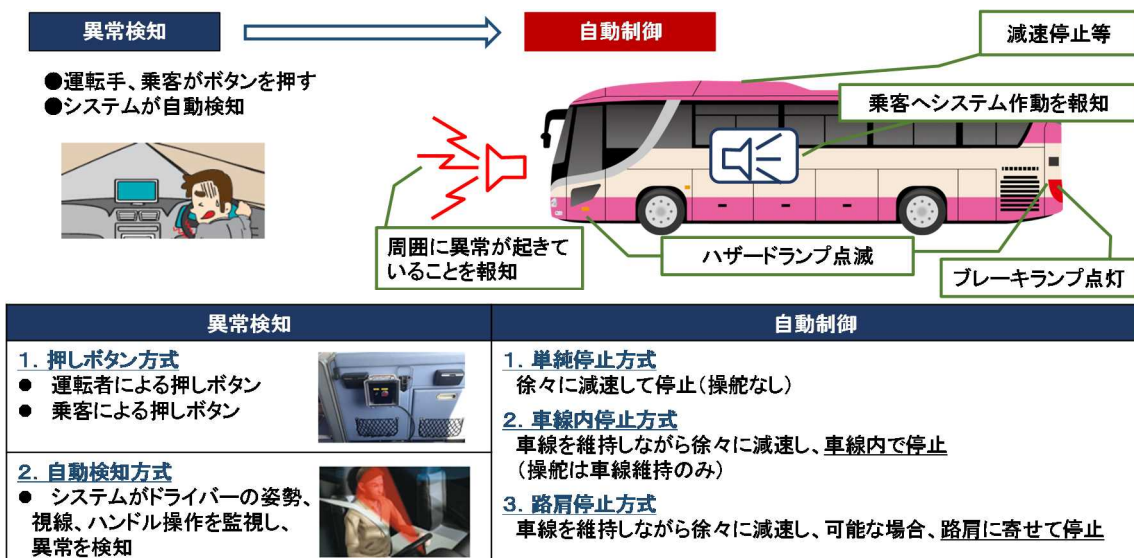 異常検知
自動制御
減速停止等
●運転手、乗客がボタンを押す
●システムが自動検知
乗客へシステム作動を報知
周囲に異常が起きて
いることを報知
ハザードランプ点滅
ブレーキランプ点灯
異常検知
自動制御
1. 押しボタン方式
● 運転者による押しボタン
● 乗客による押しボタン
2. 自動検知方式
● システムがドライバーの姿勢、
視線、ハンドル操作を監視し、
異常を検知
1. 単純停止方式
徐々に減速して停止(操舵なし)
2. 車線内停止方式
車線を維持しながら徐々に減速し、車線内で停止
(操舵は車線維持のみ)
3. 路肩停止方式
車線を維持しながら徐々に減速し、可能な場合、路肩に寄せて停止